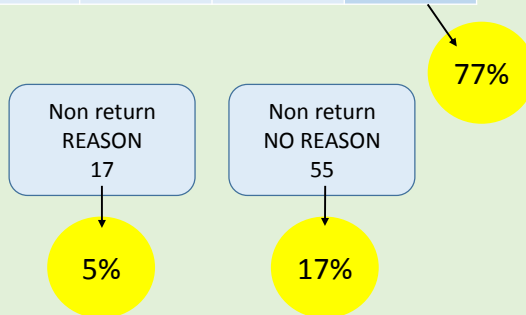 77%
Non return
REASON
17
Non return
NO REASON
55
5%
17%